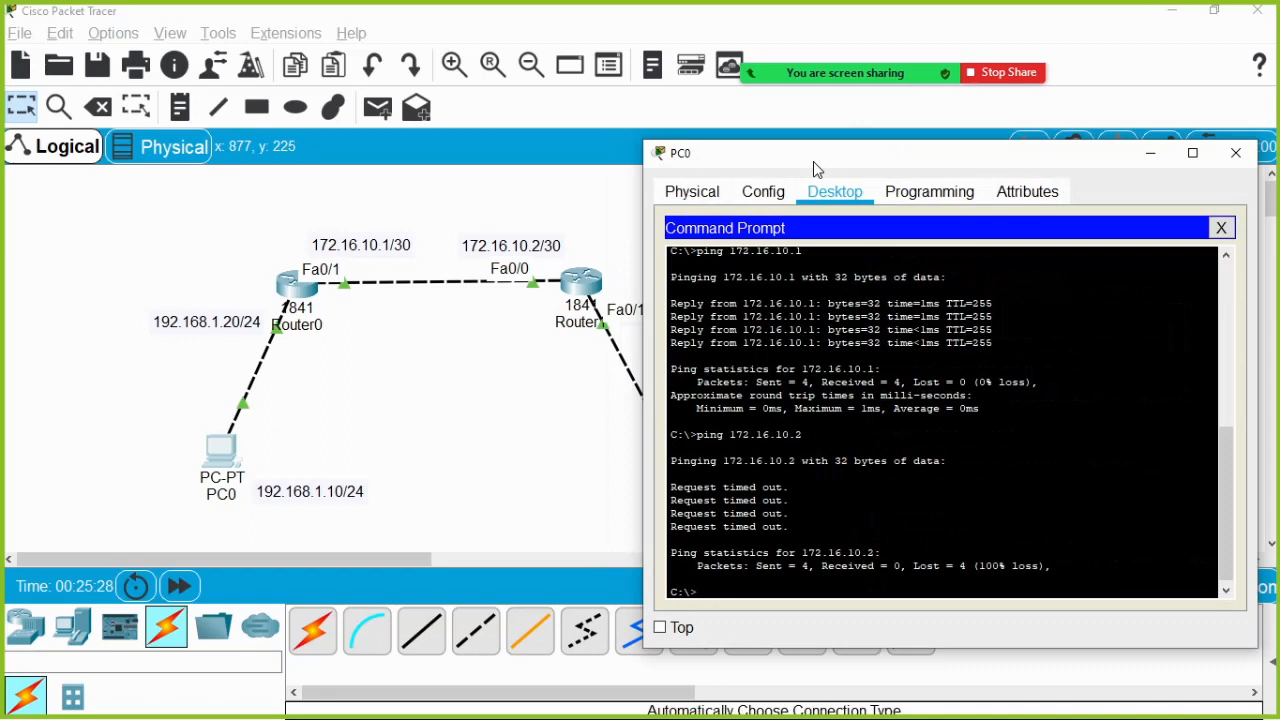 Cisco Packet Tracer
File Edit Options View Tools Extensions Help
You are screen sharing Stop Share
Logical Physical x: 877, y: 225
PC0
Physical Config Desktop Programming Attributes
Command Prompt X
C:\>ping 172.16.10.1
Pinging 172.16.10.1 with 32 bytes of data:
Reply from 172.16.10.1: bytes=32 time=1ms TTL=255
Reply from 172.16.10.1: bytes=32 time=1ms TTL=255
Reply from 172.16.10.1: bytes=32 time<1ms TTL=255
Reply from 172.16.10.1: bytes=32 time<1ms TTL=255
Ping statistics for 172.16.10.1:
Packets: Sent = 4, Received = 4, Lost = 0 (0% loss),
Approximate round trip times in milli-seconds:
Minimum = 0ms, Maximum = 1ms, Average = 0ms
C:\>ping 172.16.10.2
Pinging 172.16.10.2 with 32 bytes of data:
Request timed out.
Request timed out.
Request timed out.
Request timed out.
Ping statistics for 172.16.10.2:
Packets: Sent = 4, Received = 0, Lost = 4 (100% loss),
C:\>
Top
172.16.10.1/30
172.16.10.2/30
Fa0/1
Fa0/0
1841
Router0
1841
Router
Fa0/1
192.168.1.20/24
PC-PT
PC0
192.168.1.10/24
Time: 00:25:28
Automatically Choose Connection Type